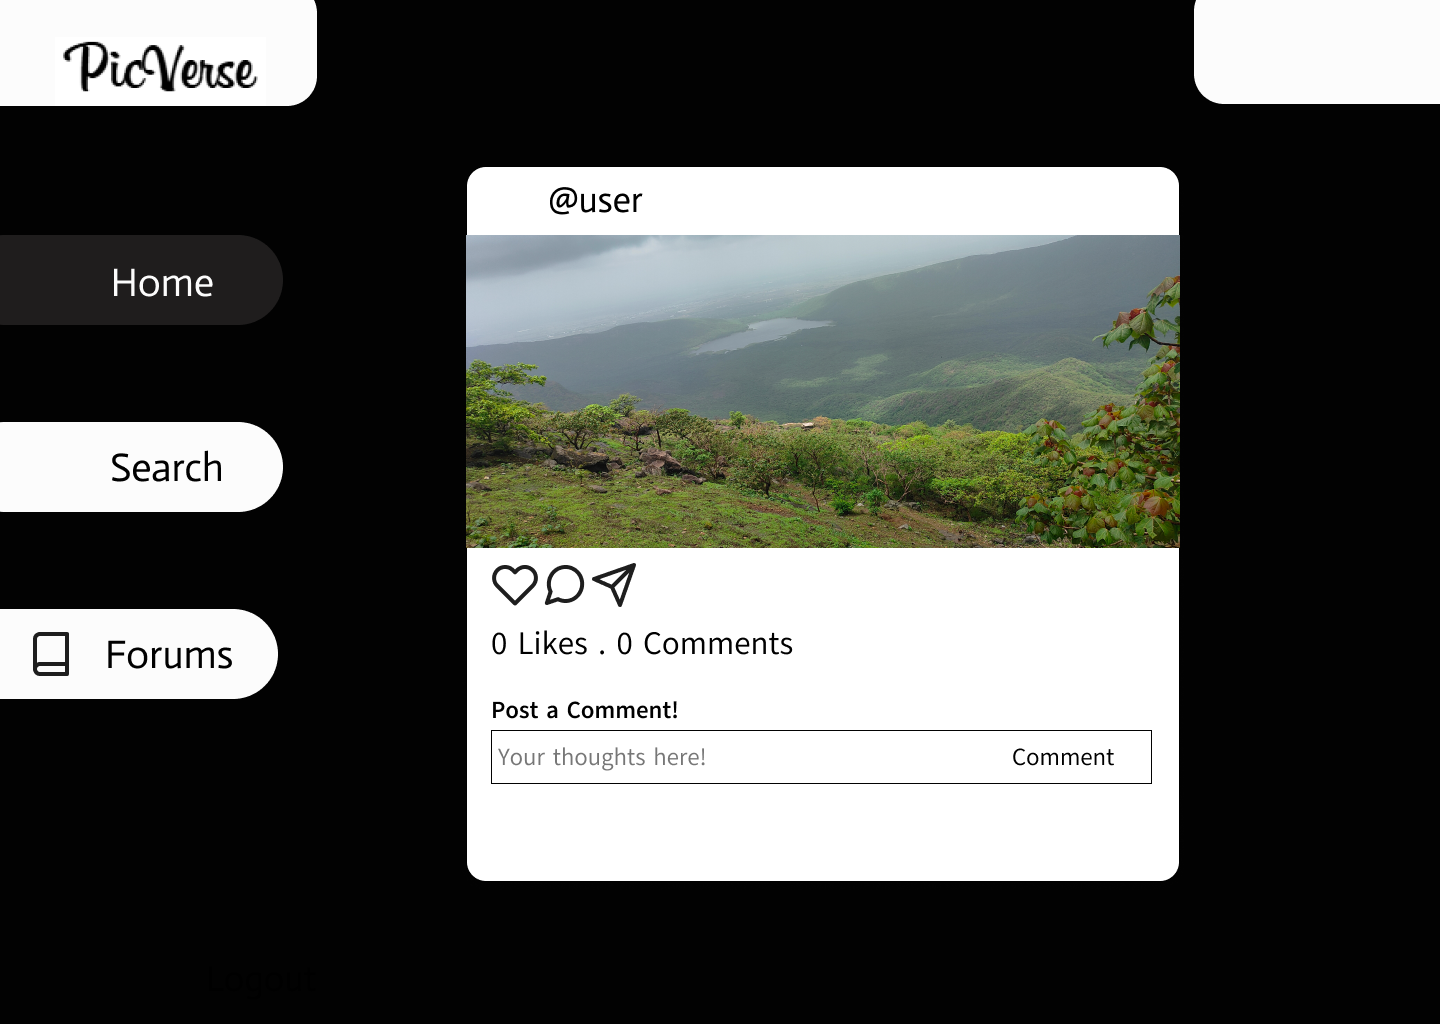 PicVerse
@user
Home
Search
Forums
0 Likes . 0 Comments
Post a Comment!
Your thoughts here!
Comment
Logout